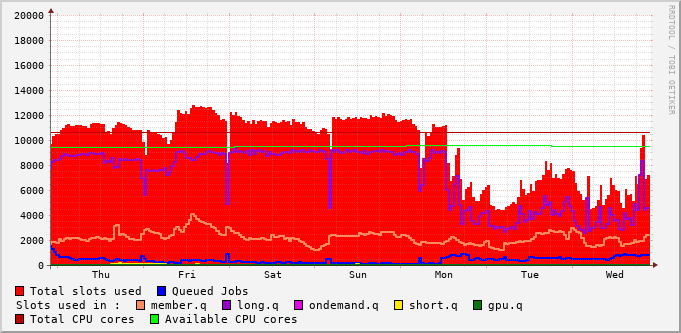 RRDTOOL / TOBI OETIKER
20000
18000
16000
14000
12000
10000
8000
6000
4000
2000
0
Thu Fri Sat Sun Mon Tue Wed
Total slots used Queued Jobs
Slots used in : member.q long.q ondemand.q short.q gpu.q
Total CPU cores Available CPU cores